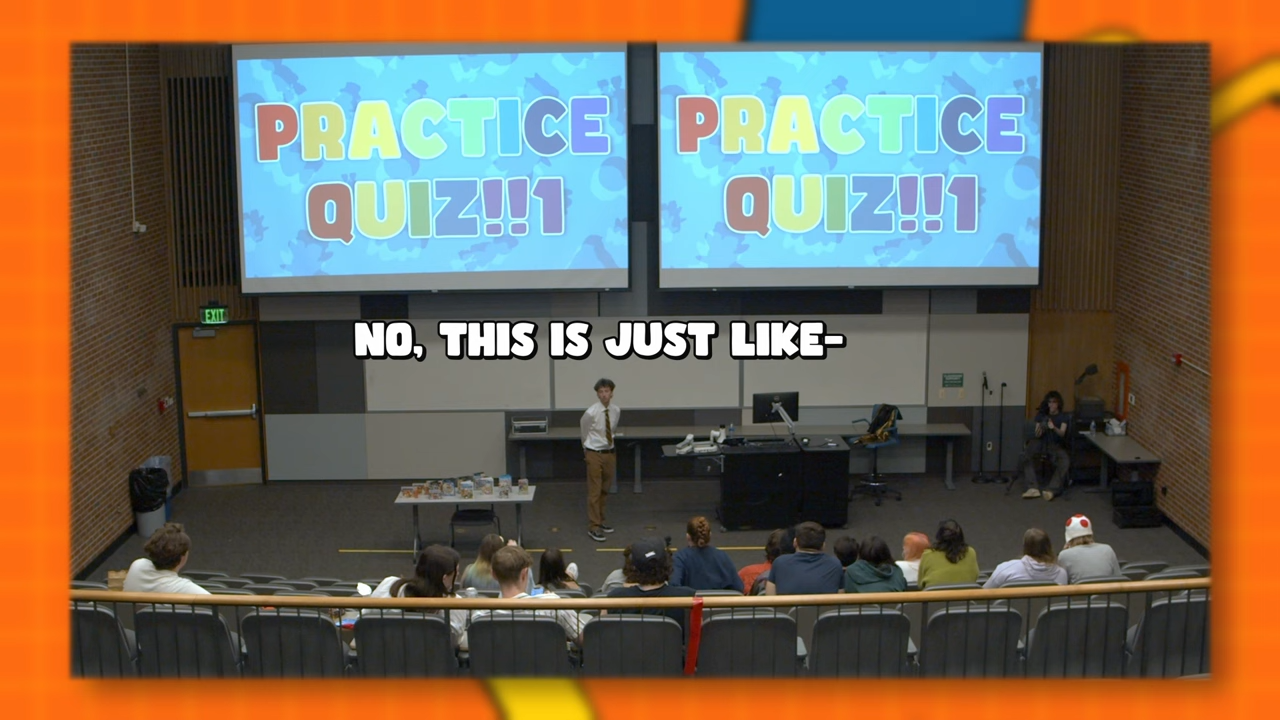 PRACTICE
QUIZ!!1
PRACTICE
QUIZ!!1
EXIT
NO, THIS IS JUST LIKE-